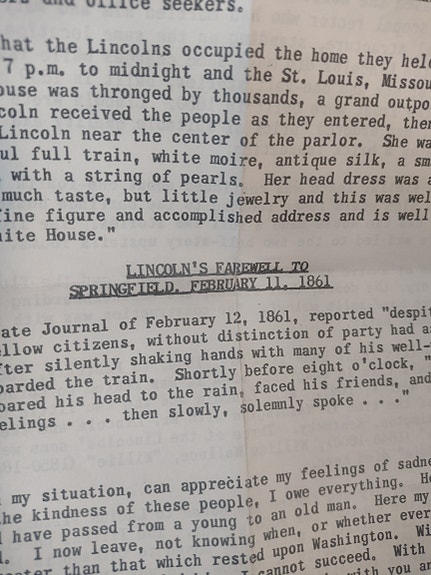 office seekers.
hat the Lincolns occupied the home they hel
7 p.m. to midnight and the St. Louis, Missou
ouse was thronged by thousands, a grand outpo
coln received the people as they entered, the
Lincoln near the center of the parlor. She wa
ul full train, white moire, antique silk, a sm
with a string of pearls. Her head dress was a
much taste, but little jewelry and this was wel
fine figure and accomplished address and is well
ite House."
LINCOLN'S FAREWELL TO
SPRINGFIELD, FEBRUARY 11, 1861
ate Journal of February 12, 1861, reported "despit
llow citizens, without distinction of party had as
fter silently shaking hands with many of his well-
oarded the train. Shortly before eight o'clock, "
bared his head to the rain, faced his friends, and
eelings . . . then slowly, solemnly spoke . . ."
my situation, can appreciate my feelings of sadne
the kindness of these people, I owe everything. He
I have passed from a young to an old man. Here my
I now leave, not knowing when, or whether ever
ater than that which rested upon Washington. Wi
I cannot succeed. With
with you an